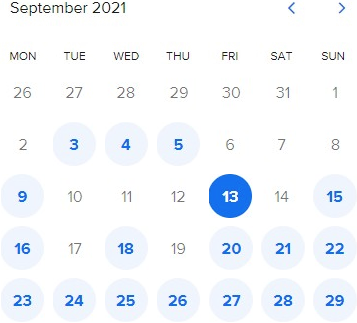 September 2021
MON TUE WED THU FRI SAT SUN
26 27 28 29 30 31 1
2 3 4 5 6 7 8
9 10 11 12 13 14 15
16 17 18 19 20 21 22
23 24 25 26 27 28 29